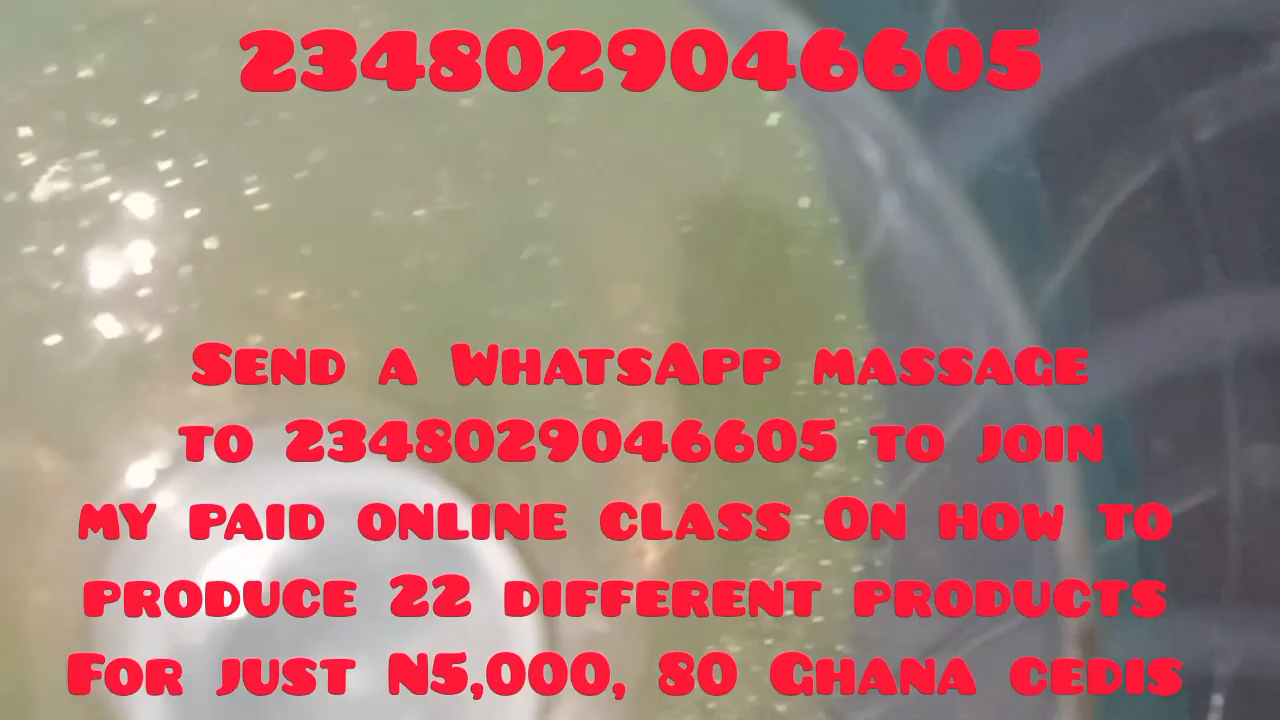 2348029046605
Send a WhatsApp massage
to 2348029046605 to join
my paid online class On how to
produce 22 different products
For just N5,000, 80 Ghana cedis